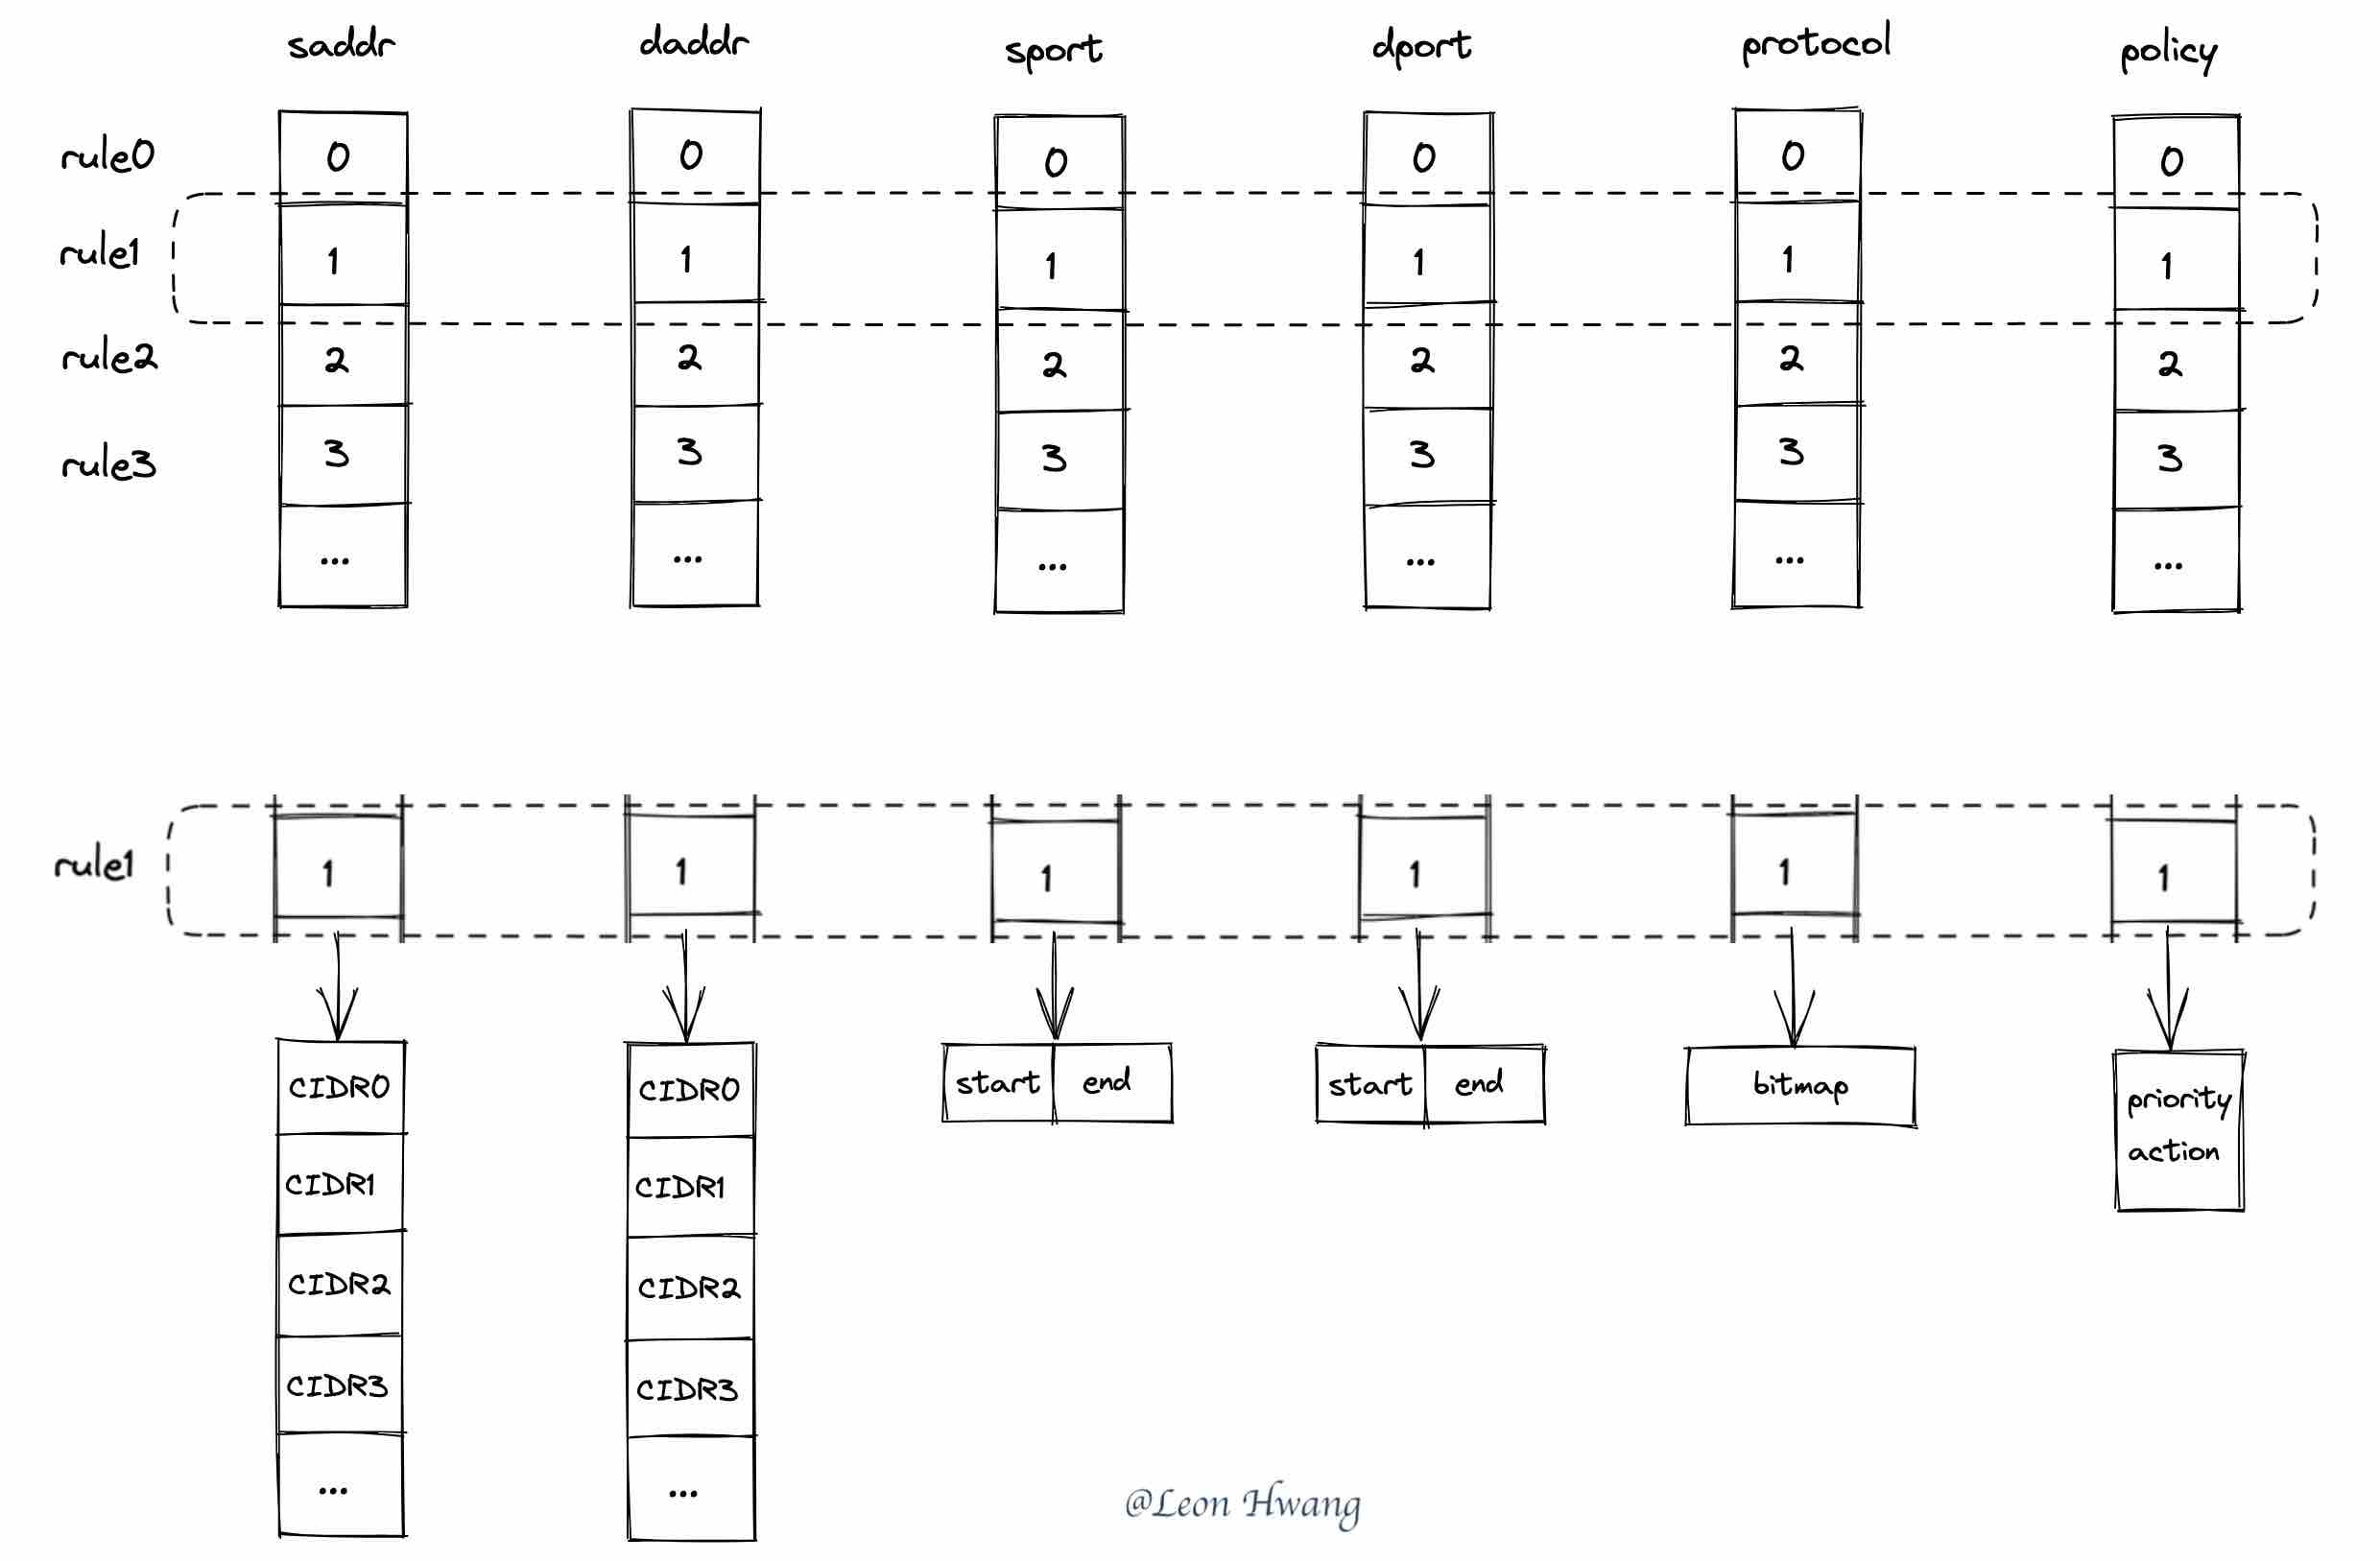 saddr daddr sport dport protocol policy
rule0 0 0 0 0 0 0
rule1 1 1 1 1 1 1
rule2 2 2 2 2 2 2
rule3 3 3 3 3 3 3
... ... ... ... ... ...
rule1 1 1 1 1 1 1
CIDR0 CIDR0 start end start end bitmap priority
action
CIDR1 CIDR1
CIDR2 CIDR2
CIDR3 CIDR3
... ...
@Leon Hwang